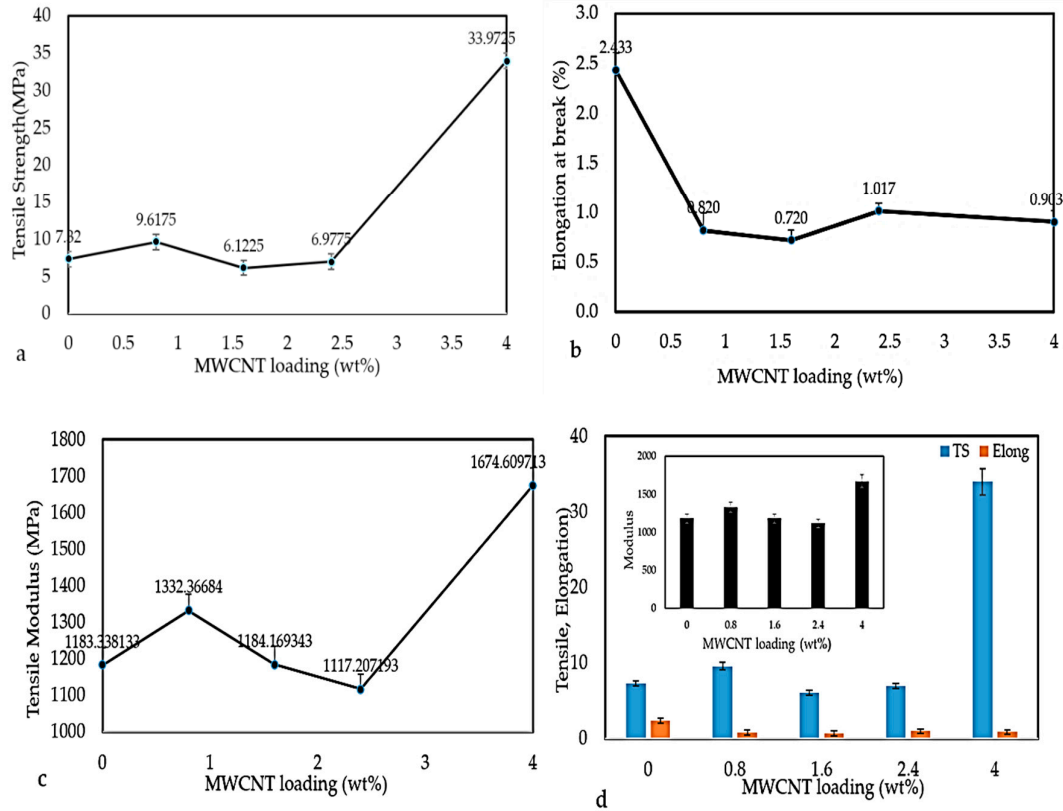 40
35
30
25
20
15
10
5
0
Tensile Strength(MPa)
33.9725
9.6175
7.32
6.1225
6.9775
0 0.5 1 1.5 2 2.5 3 3.5 4
MWCNT loading (wt%)
a
3.0
2.5
2.0
1.5
1.0
0.5
0.0
Elongation at break (%)
2.433
0.820
0.720
1.017
0.903
0 0.5 1 1.5 2 2.5 3 3.5 4
MWCNT loading (wt%)
b
1800
1700
1600
1500
1400
1300
1200
1100
1000
Tensile Modulus (MPa)
1674.609713
1332.36684
1183.338133
1184.169343
1117.207193
0 1 2 3 4
MWCNT loading (wt%)
c
40
30
20
10
0
Tensile, Elongation)
TS Elong
2000
1500
1000
500
0
Modulus
0 0.8 1.6 2.4 4
MWCNT loading (wt%)
0 0.8 1.6 2.4 4
MWCNT loading (wt%)
d